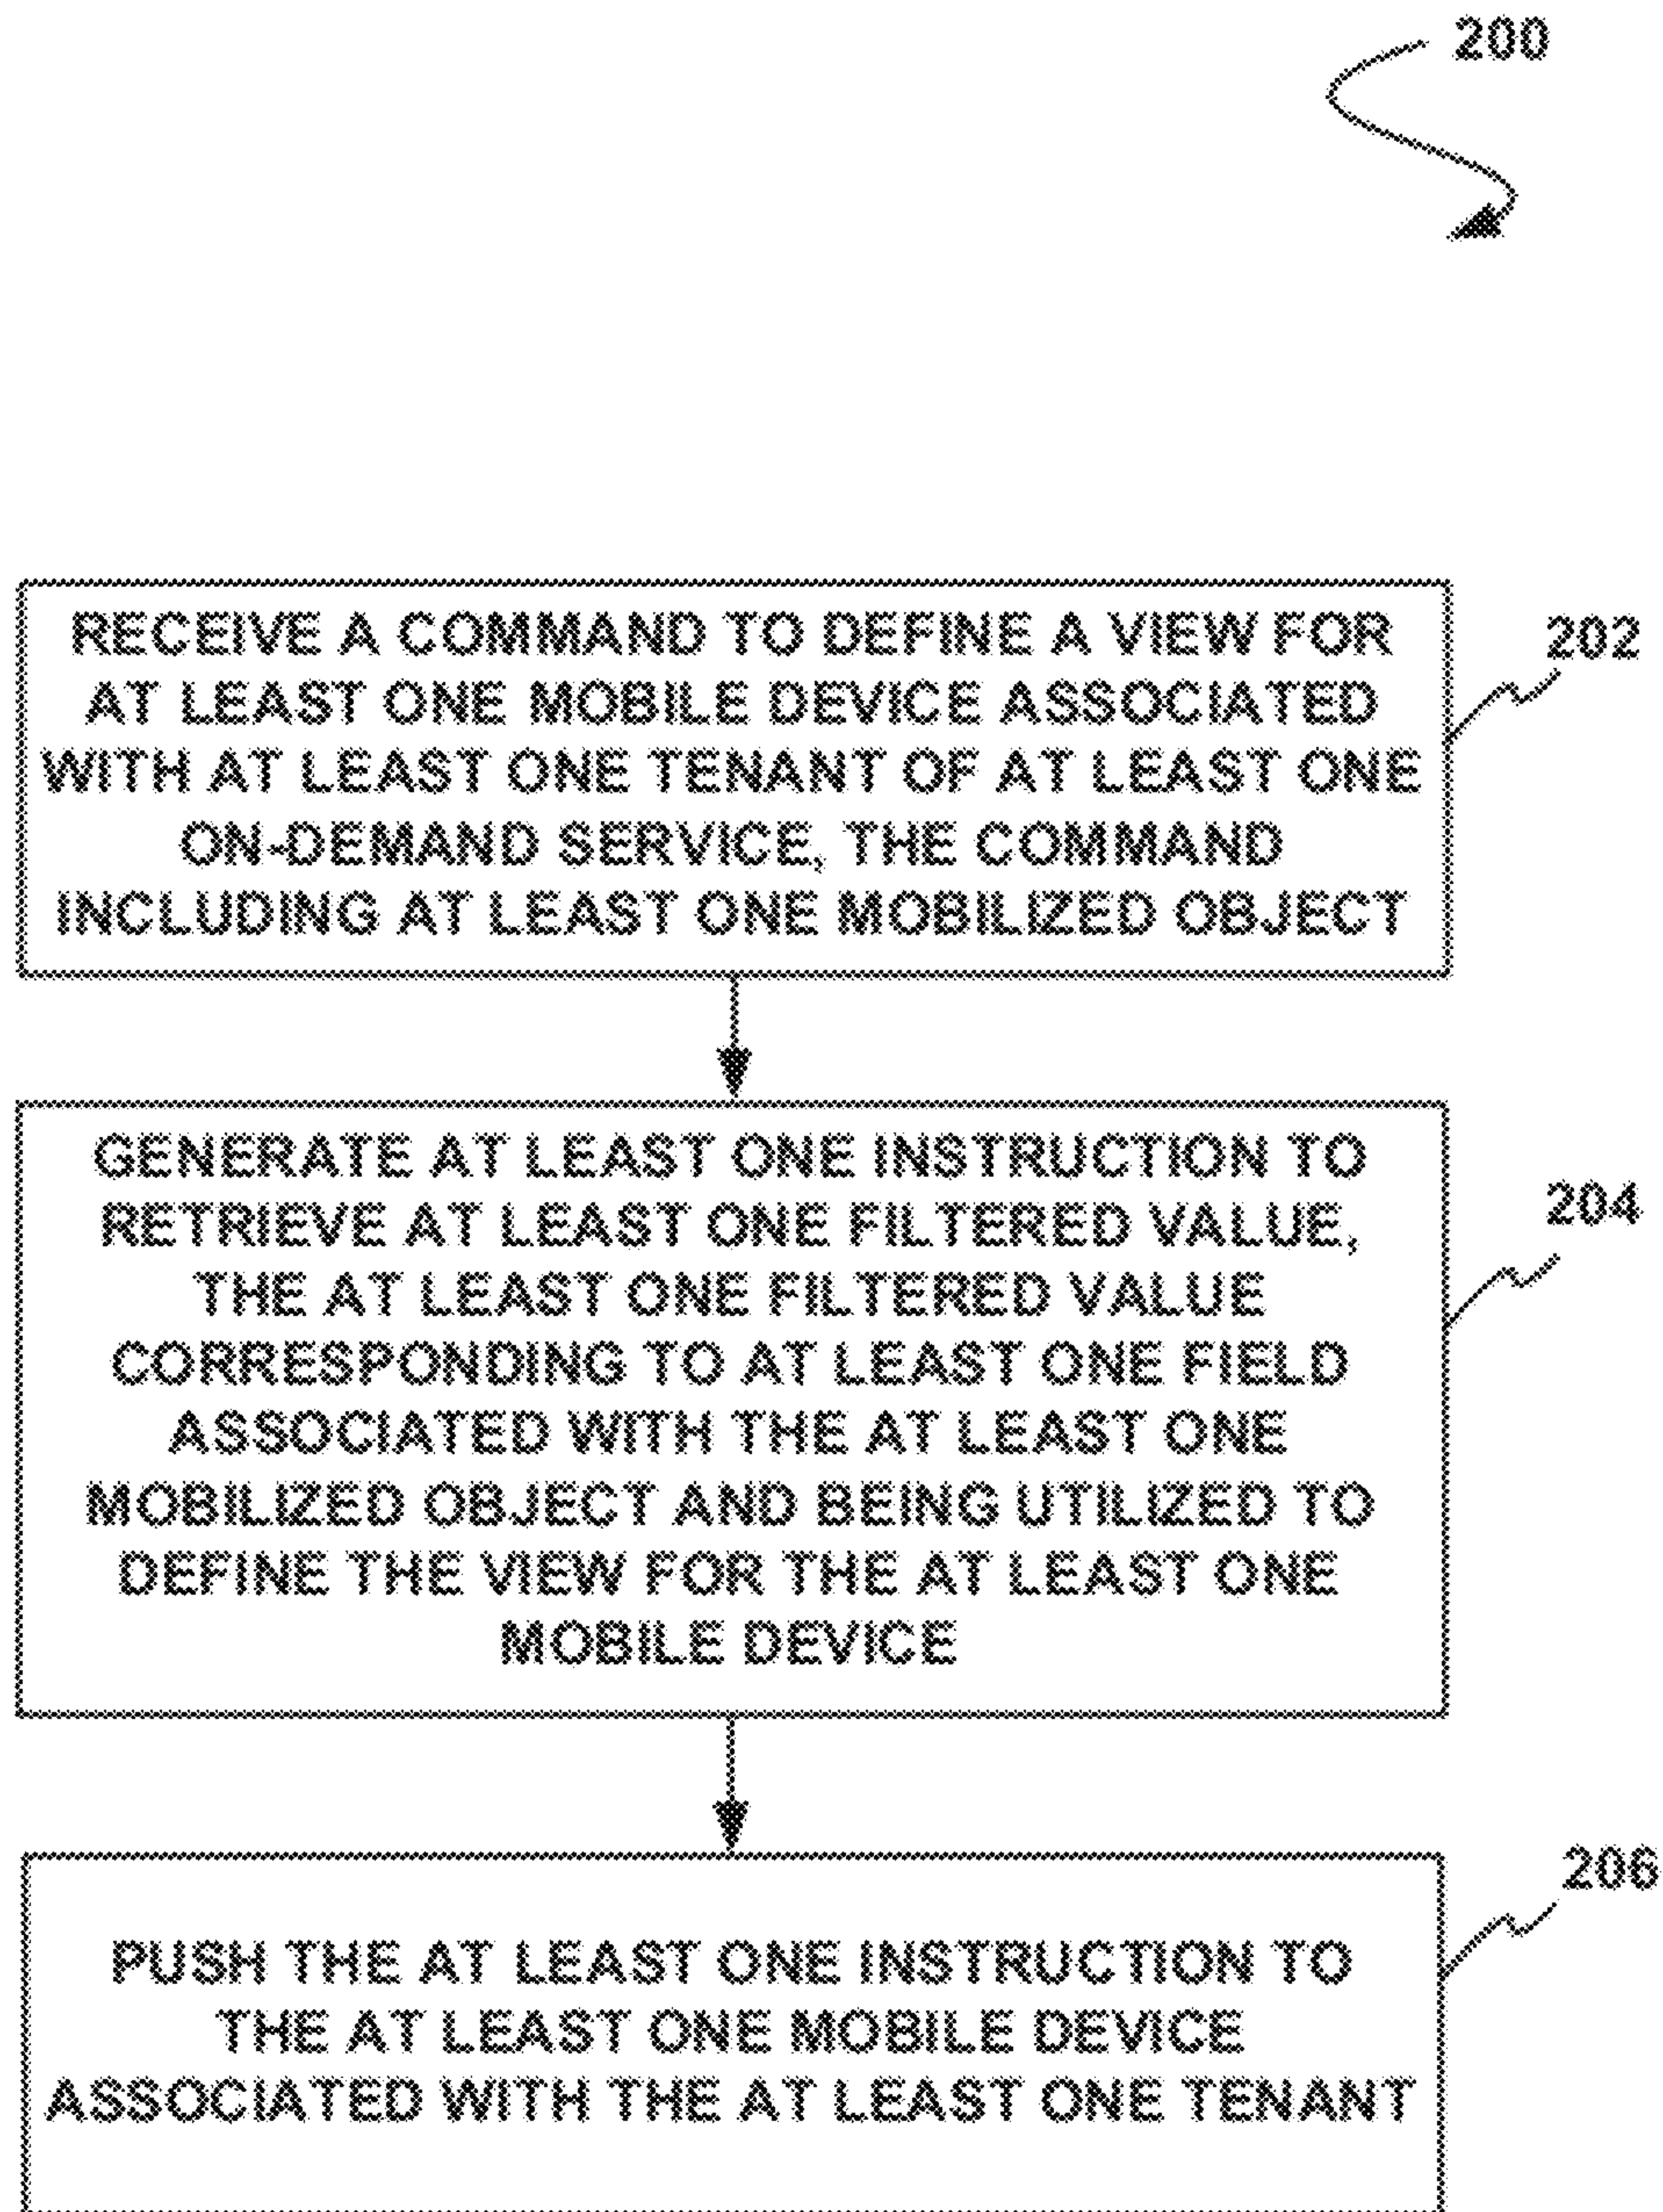 200
RECEIVE A COMMAND TO DEFINE A VIEW FOR
AT LEAST ONE MOBILE DEVICE ASSOCIATED
WITH AT LEAST ONE TENANT OF AT LEAST ONE
ON-DEMAND SERVICE, THE COMMAND
INCLUDING AT LEAST ONE MOBILIZED OBJECT
202
GENERATE AT LEAST ONE INSTRUCTION TO
RETRIEVE AT LEAST ONE FILTERED VALUE,
THE AT LEAST ONE FILTERED VALUE
CORRESPONDING TO AT LEAST ONE FIELD
ASSOCIATED WITH THE AT LEAST ONE
MOBILIZED OBJECT AND BEING UTILIZED TO
DEFINE THE VIEW FOR THE AT LEAST ONE
MOBILE DEVICE
204
PUSH THE AT LEAST ONE INSTRUCTION TO
THE AT LEAST ONE MOBILE DEVICE
ASSOCIATED WITH THE AT LEAST ONE TENANT
206